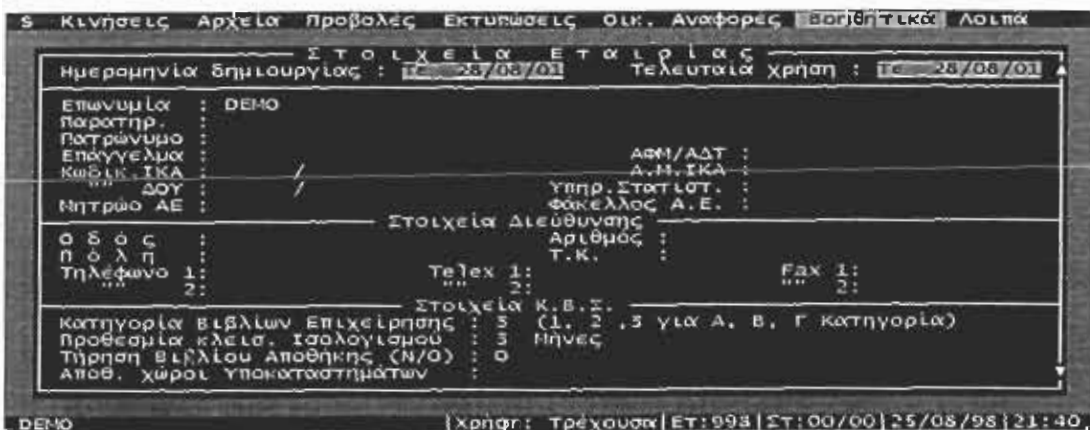 S Κινήσεις Αρχεία Προβολές Εκτυπώσεις Οικ. Αναφορές Βοηθητικά Λοιπά
Στοιχεία Εταιρίας
Ημερομηνία δημιουργίας : Τε 28/08/01 Τελευταία χρήση : Τε 28/08/01
Επωνυμία : DEMO
Παρατηρ. :
Πατρώνυμο :
Επάγγελμα : ΑΦΜ/ΑΔΤ :
Κωδικ.ΙΚΑ : / Α.Μ.ΙΚΑ :
"" ΔΟΥ : / Υπηρ.Στατιστ. :
Μητρώο ΑΕ : Φάκελλος Α.Ε. :
Στοιχεία Διεύθυνσης
Ο δ ό ς : Αριθμός :
Π ό λ η : Τ.Κ. :
Τηλέφωνο 1: Telex 1: Fax 1:
"" 2: "" 2: "" 2:
Στοιχεία Κ.Β.Σ.
Κατηγορία Βιβλίων Επιχείρησης : 3 (1, 2 ,3 για Α, Β, Γ Κατηγορία)
Προθεσμία κλεισ. Ισολογισμού : 3 Μήνες
Τήρηση Βιβλίου Αποθήκης (Ν/Ο) : Ο
Αποθ. χώροι Υποκαταστημάτων :
DEMO |Χρήση: Τρέχουσα|ΕΤ:998|ΣΤ:00/00|25/08/98|21:40